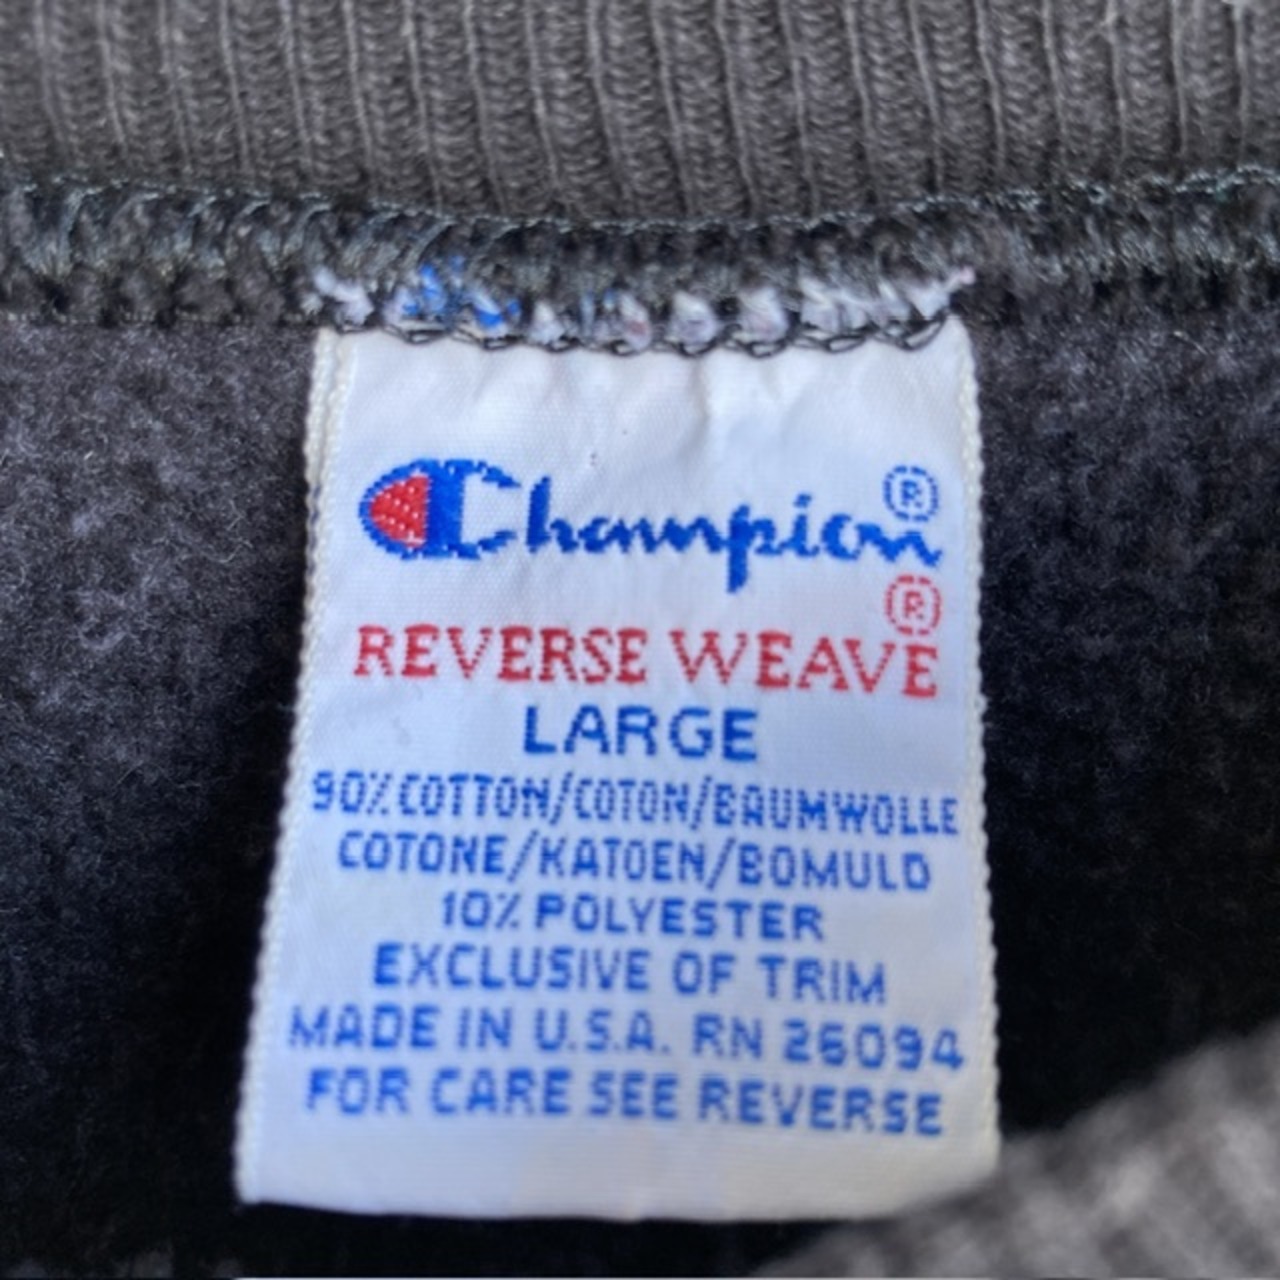 Champion®
REVERSE WEAVE®
LARGE
90% COTTON/COTON/BAUMWOLLE
COTONE/KATOEN/BOMULD
10% POLYESTER
EXCLUSIVE OF TRIM
MADE IN U.S.A. RN 26094
FOR CARE SEE REVERSE